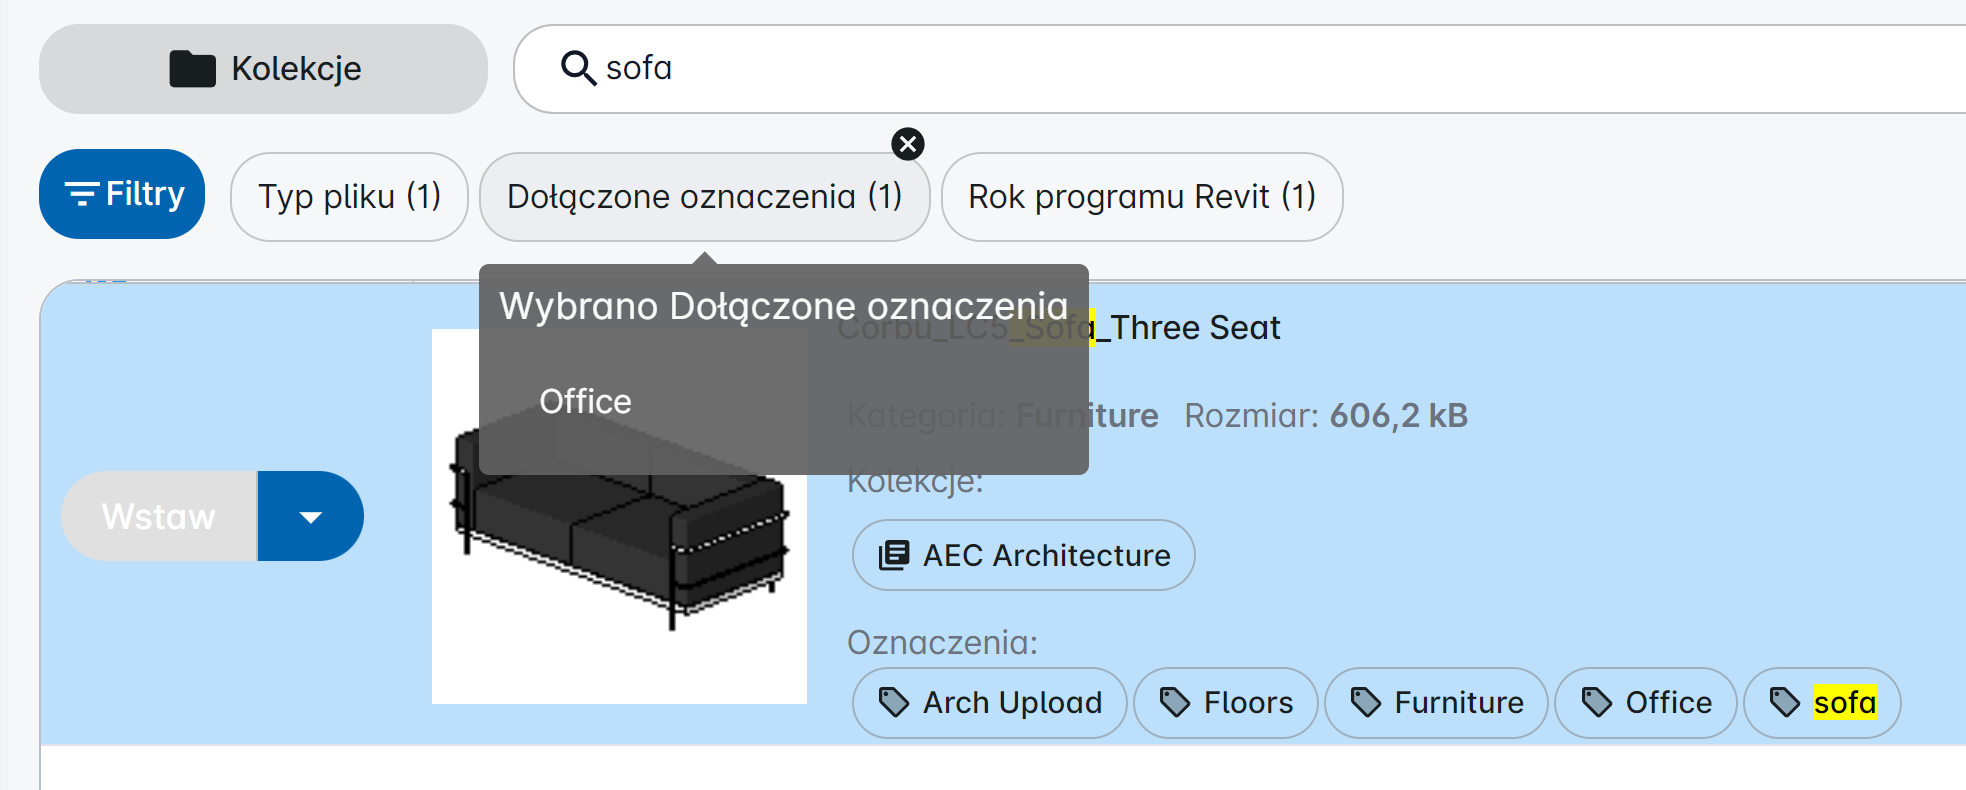 Kolekcje
sofa
Filtry
Typ pliku (1)
Dołączone oznaczenia (1)
Rok programu Revit (1)
Wybrano Dołączone oznaczenia
Office
Corbu_LC5_Sofa_Three Seat
Kategoria: Furniture Rozmiar: 606,2 kB
Kolekcje:
Wstaw
AEC Architecture
Oznaczenia:
Arch Upload
Floors
Furniture
Office
sofa